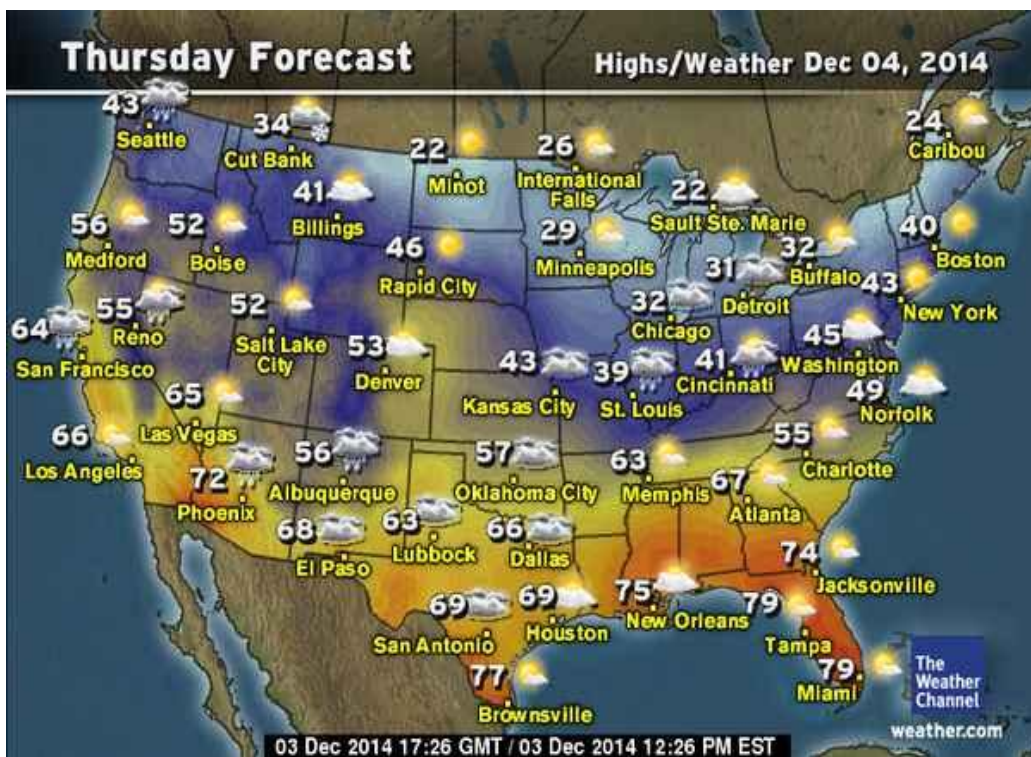 Thursday Forecast
Highs/Weather Dec 04, 2014
43
Seattle
34
Cut Bank
22
Minot
26
International
Falls
24
Caribou
41
Billings
22
Sault Ste. Marie
56
Medford
52
Boise
46
Rapid City
29
Minneapolis
32
Buffalo
40
Boston
31
Detroit
43
New York
64
San Francisco
55
Reno
52
Salt Lake
City
53
Denver
32
Chicago
45
Washington
43
Kansas City
39
St. Louis
41
Cincinnati
49
Norfolk
65
Las Vegas
66
Los Angeles
72
Phoenix
56
Albuquerque
57
Oklahoma City
63
Memphis
55
Charlotte
67
Atlanta
68
El Paso
63
Lubbock
66
Dallas
74
Jacksonville
69
San Antonio
69
Houston
75
New Orleans
79
Tampa
77
Brownsville
79
Miami
The
Weather
Channel
weather.com
03 Dec 2014 17:26 GMT / 03 Dec 2014 12:26 PM EST